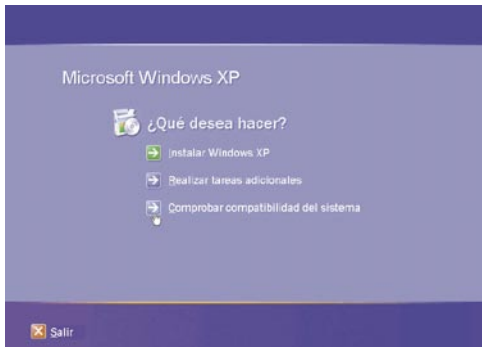 Microsoft Windows XP
¿Qué desea hacer?
Instalar Windows XP
Realizar tareas adicionales
Comprobar compatibilidad del sistema
Salir